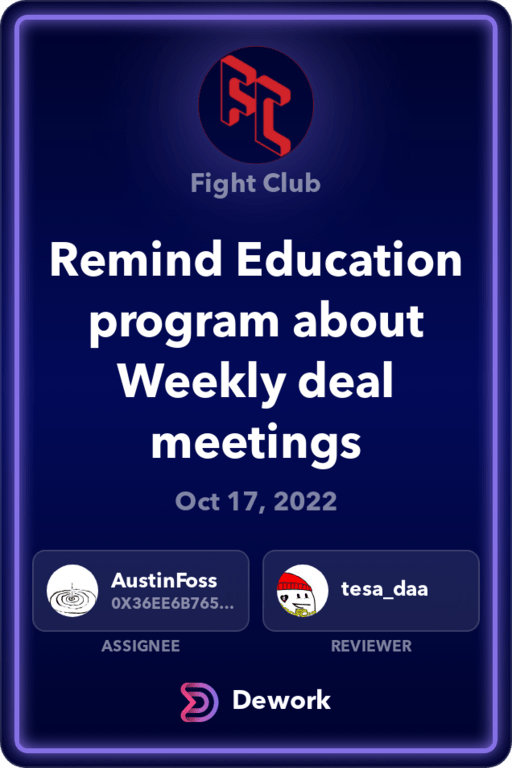 FC
Fight Club
Remind Education
program about
Weekly deal
meetings
Oct 17, 2022
AustinFoss
0X36EE6B765...
tesa_daa
ASSIGNEE
REVIEWER
Dework